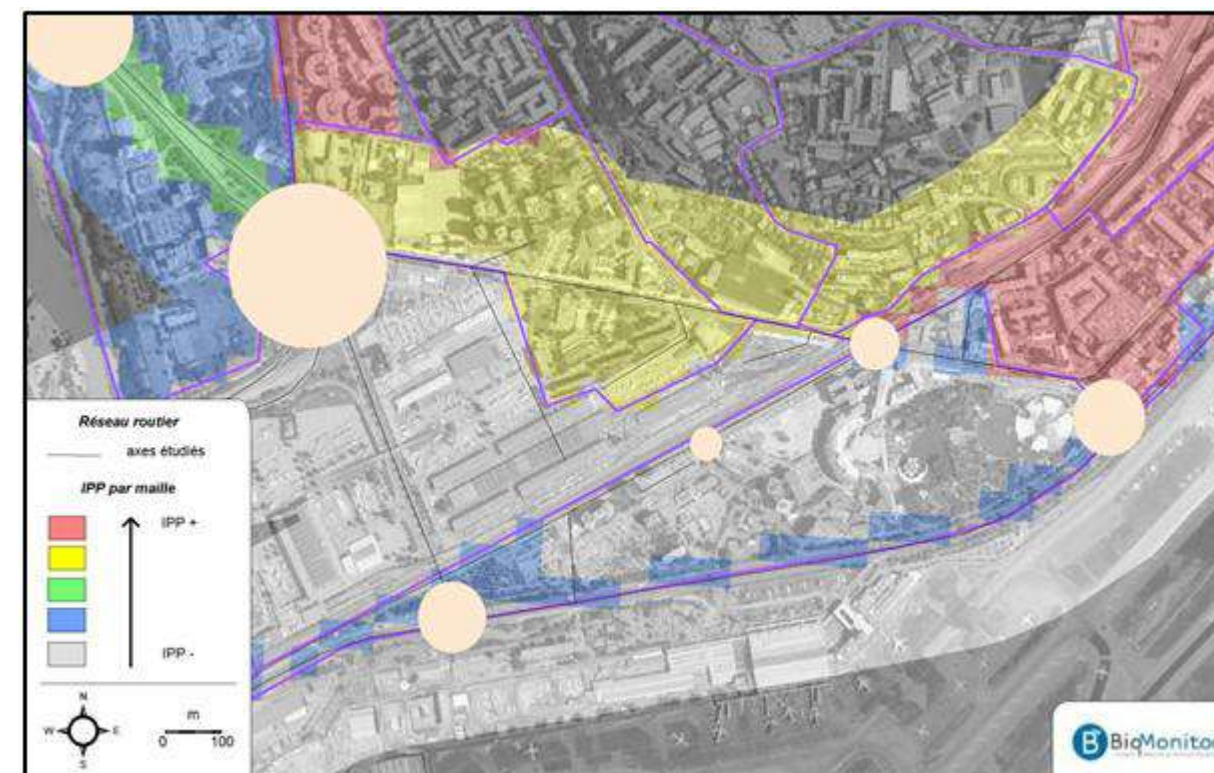 Réseau routier
axes étudiés
IPP par maille
IPP +
IPP -
N
W E
S
m
0 100
B BioMonito